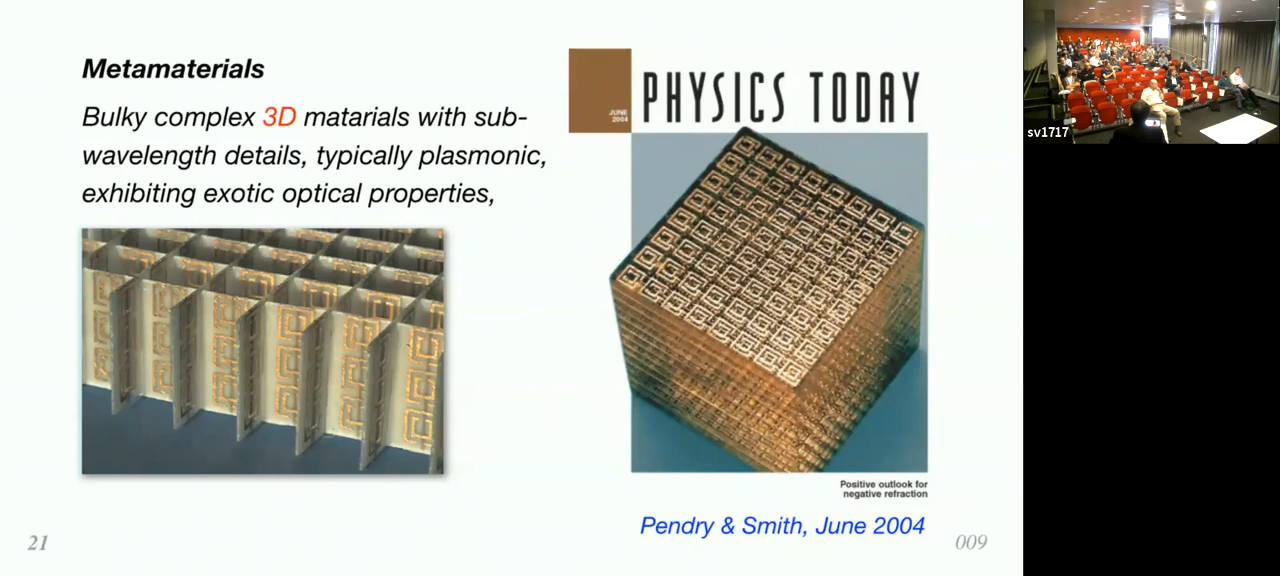 Metamaterials
Bulky complex 3D matarials with sub-
wavelength details, typically plasmonic,
exhibiting exotic optical properties,
JUNE
2004
PHYSICS TODAY
Positive outlook for
negative refraction
Pendry & Smith, June 2004
21
009
sv1717